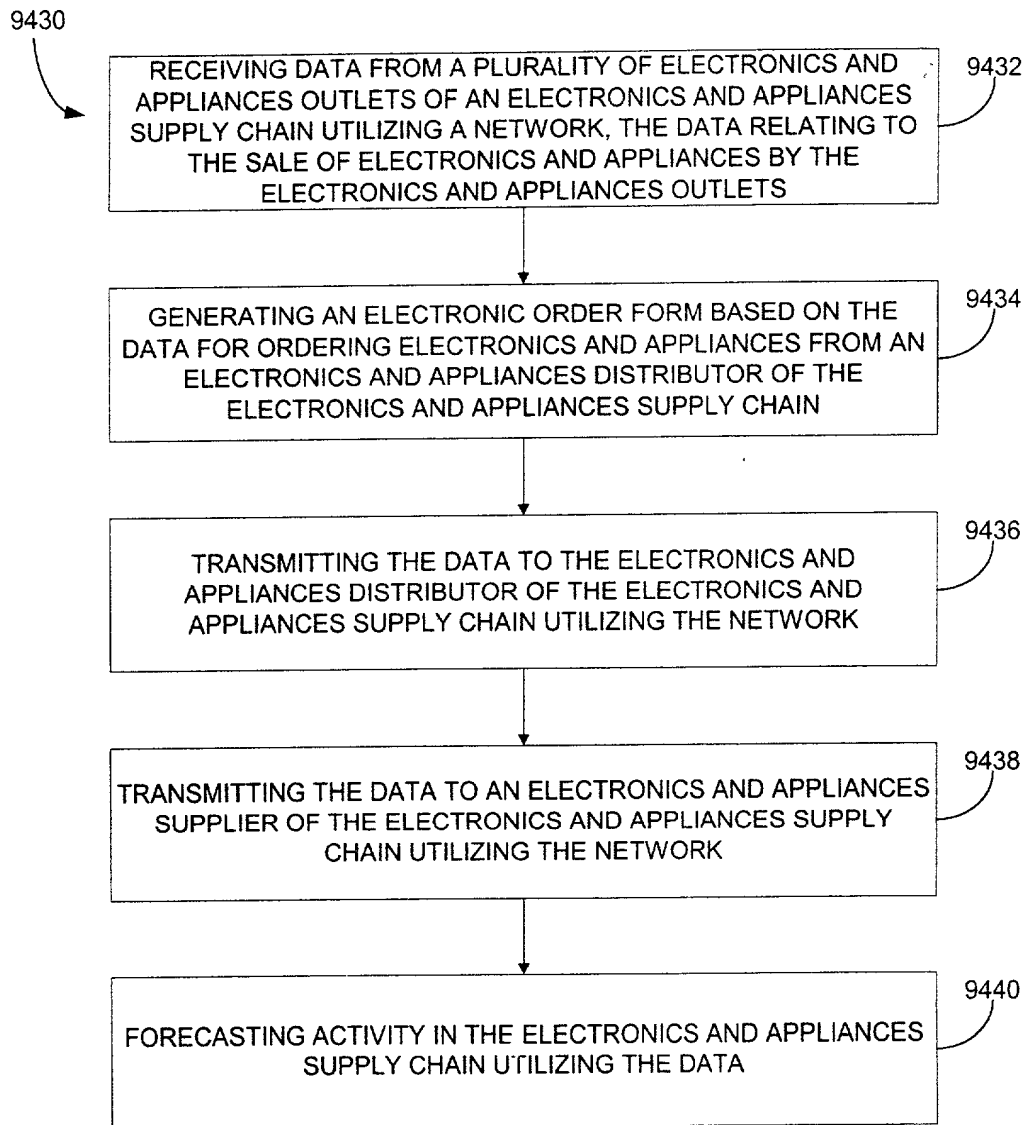 9430
RECEIVING DATA FROM A PLURALITY OF ELECTRONICS AND
APPLIANCES OUTLETS OF AN ELECTRONICS AND APPLIANCES
SUPPLY CHAIN UTILIZING A NETWORK, THE DATA RELATING TO
THE SALE OF ELECTRONICS AND APPLIANCES BY THE
ELECTRONICS AND APPLIANCES OUTLETS
9432
GENERATING AN ELECTRONIC ORDER FORM BASED ON THE
DATA FOR ORDERING ELECTRONICS AND APPLIANCES FROM AN
ELECTRONICS AND APPLIANCES DISTRIBUTOR OF THE
ELECTRONICS AND APPLIANCES SUPPLY CHAIN
9434
TRANSMITTING THE DATA TO THE ELECTRONICS AND
APPLIANCES DISTRIBUTOR OF THE ELECTRONICS AND
APPLIANCES SUPPLY CHAIN UTILIZING THE NETWORK
9436
TRANSMITTING THE DATA TO AN ELECTRONICS AND APPLIANCES
SUPPLIER OF THE ELECTRONICS AND APPLIANCES SUPPLY
CHAIN UTILIZING THE NETWORK
9438
FORECASTING ACTIVITY IN THE ELECTRONICS AND APPLIANCES
SUPPLY CHAIN UTILIZING THE DATA
9440